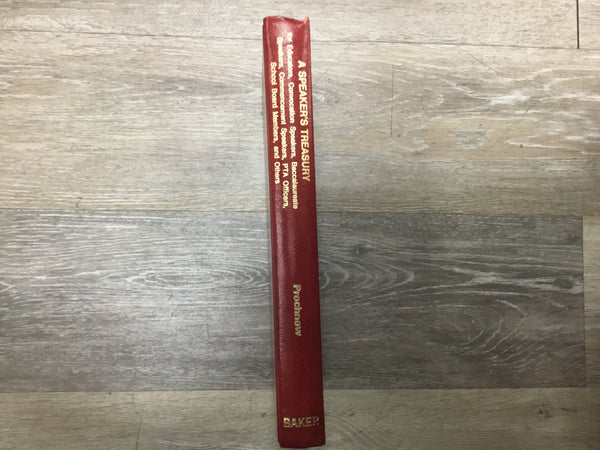 A SPEAKER'S TREASURY
for Educators, Convocation Speakers, Baccalaureate
Speakers, Commencement Speakers, PTA Officers,
School Board Members, and Others
Prochnow
BAKER